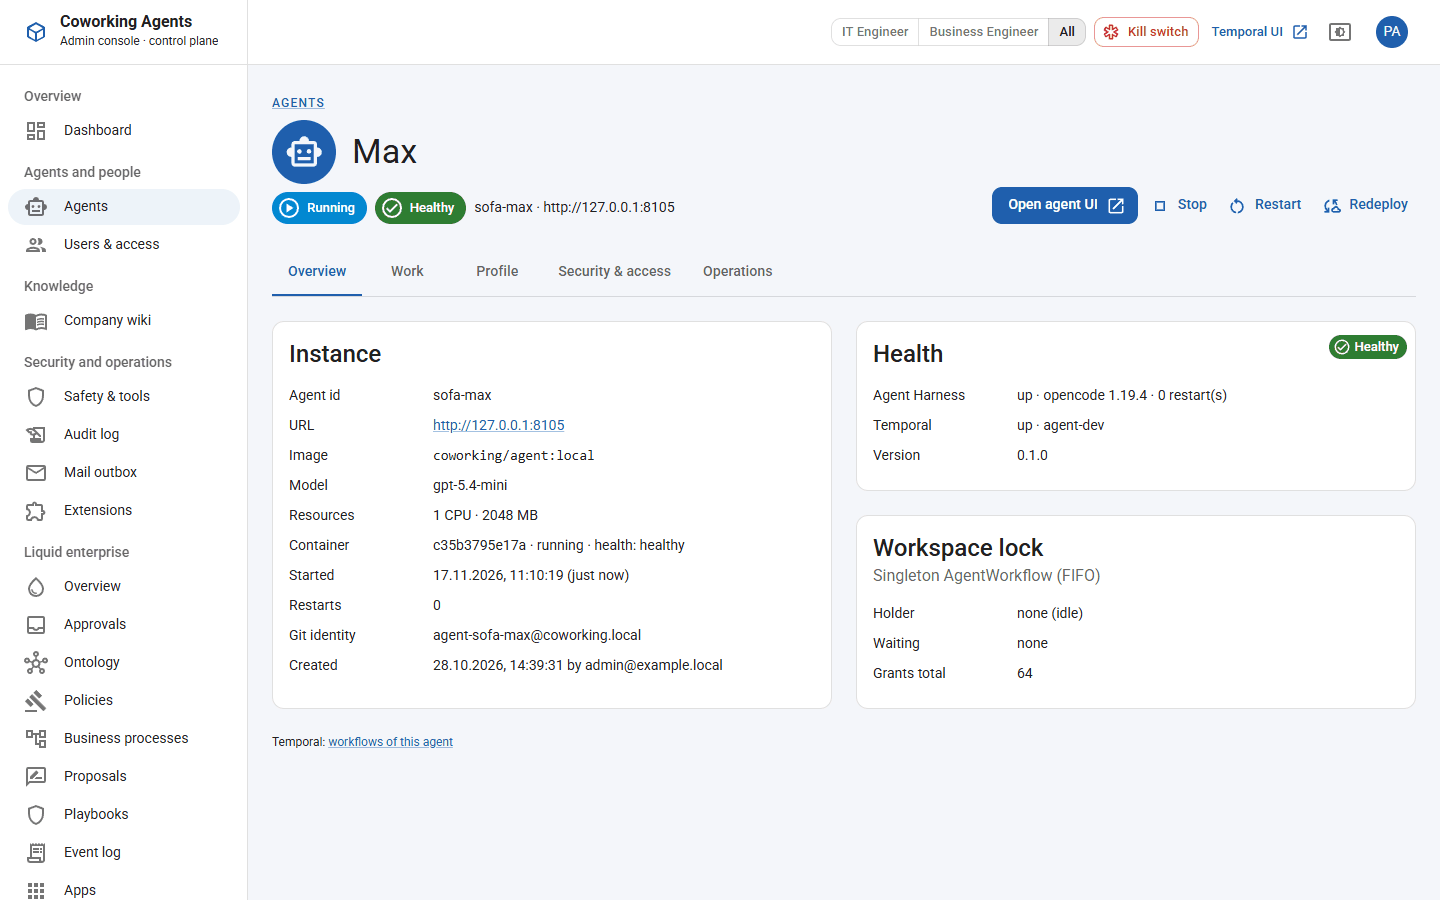 Coworking Agents
Admin console · control plane
IT Engineer
Business Engineer
All
Kill switch
Temporal UI
PA
Overview
Dashboard
Agents and people
Agents
Users & access
Knowledge
Company wiki
Security and operations
Safety & tools
Audit log
Mail outbox
Extensions
Liquid enterprise
Overview
Approvals
Ontology
Policies
Business processes
Proposals
Playbooks
Event log
Apps
AGENTS
Max
Running
Healthy
sofa-max · http://127.0.0.1:8105
Open agent UI
Stop
Restart
Redeploy
Overview
Work
Profile
Security & access
Operations
Instance
Agent id sofa-max
URL http://127.0.0.1:8105
Image coworking/agent:local
Model gpt-5.4-mini
Resources 1 CPU · 2048 MB
Container c35b3795e17a · running · health: healthy
Started 17.11.2026, 11:10:19 (just now)
Restarts 0
Git identity agent-sofa-max@coworking.local
Created 28.10.2026, 14:39:31 by admin@example.local
Health
Healthy
Agent Harness up · opencode 1.19.4 · 0 restart(s)
Temporal up · agent-dev
Version 0.1.0
Workspace lock
Singleton AgentWorkflow (FIFO)
Holder none (idle)
Waiting none
Grants total 64
Temporal: workflows of this agent